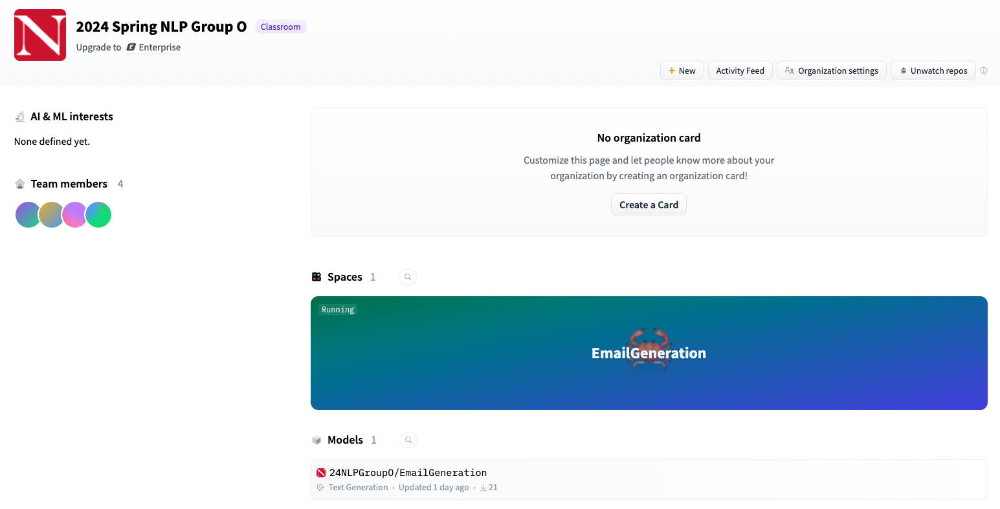 N
2024 Spring NLP Group O Classroom
Upgrade to E Enterprise
New Activity Feed Organization settings Unwatch repos
AI & ML interests
None defined yet.
Team members 4
No organization card
Customize this page and let people know more about your
organization by creating an organization card!
Create a Card
Spaces 1
Running
EmailGeneration
Models 1
24NLPGroupO/EmailGeneration
Text Generation • Updated 1 day ago • 21